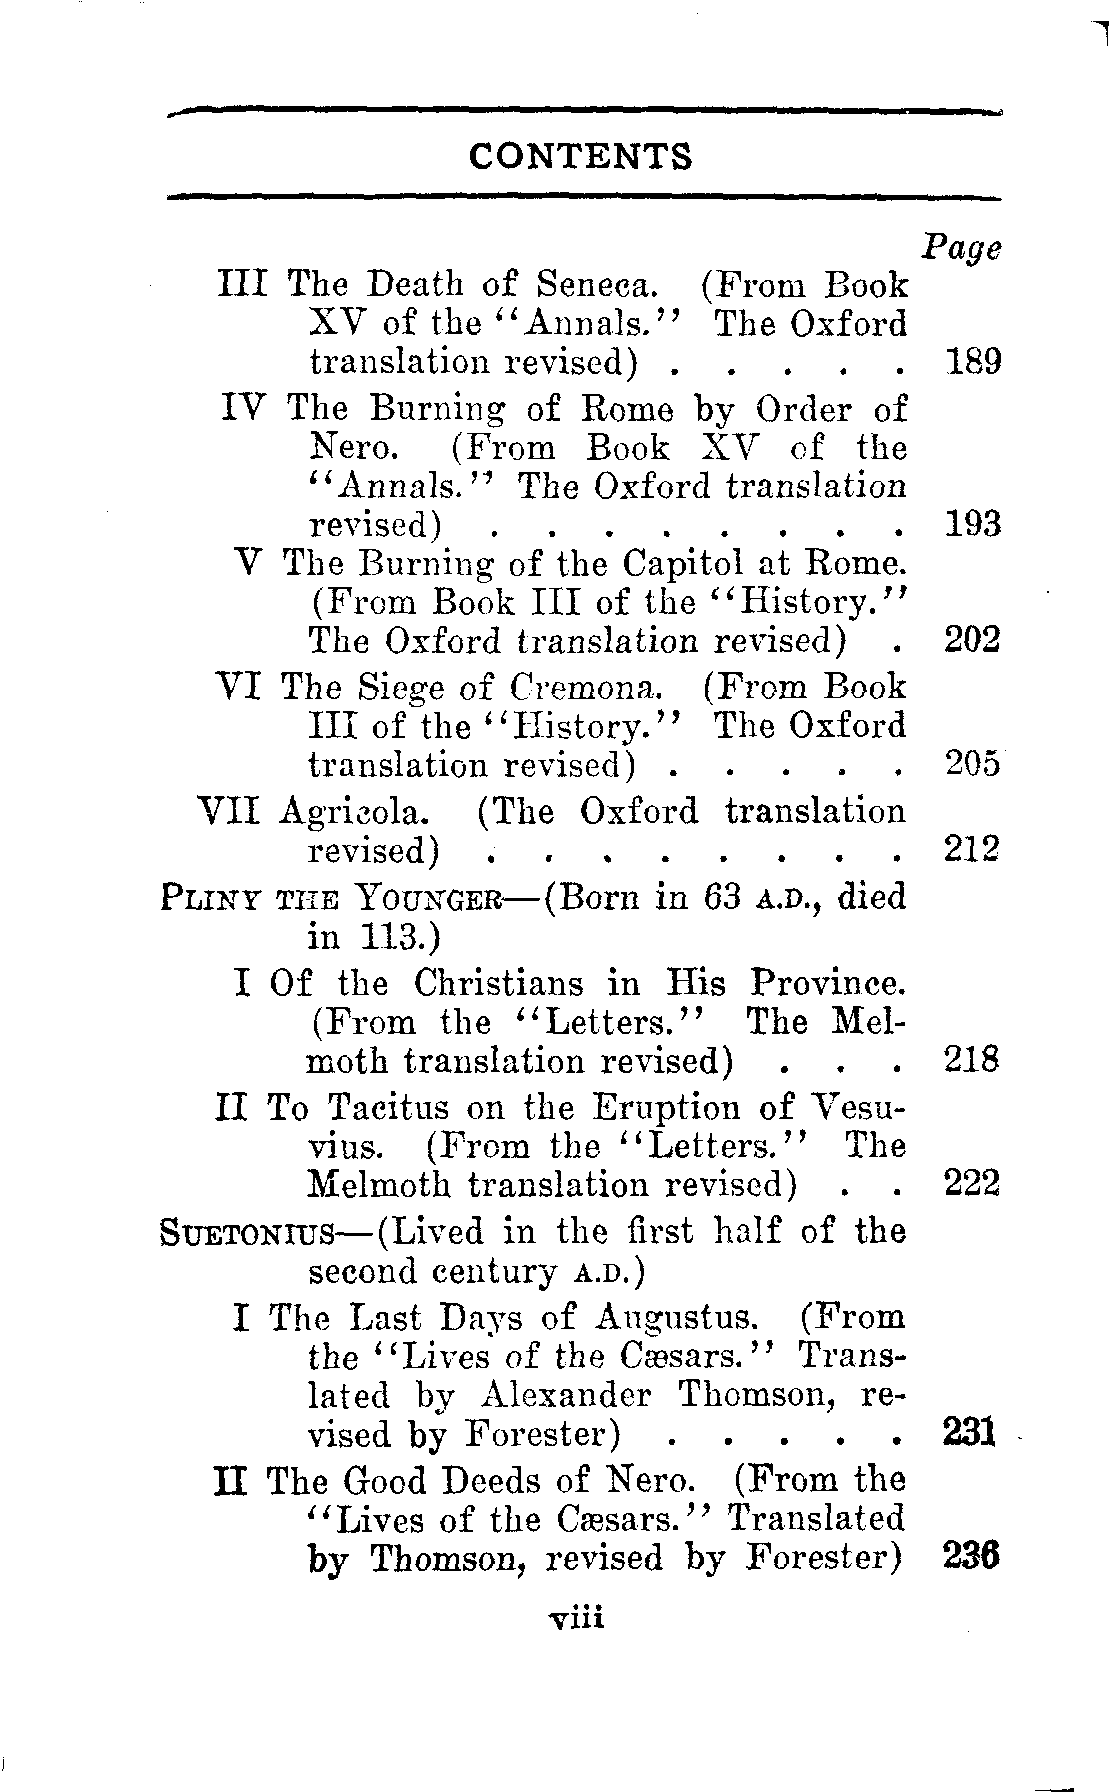 CONTENTS
Page
III The Death of Seneca. (From Book
XV of the "Annals." The Oxford
translation revised) . . . . . 189
IV The Burning of Rome by Order of
Nero. (From Book XV of the
"Annals." The Oxford translation
revised) . . . . . . . . 193
V The Burning of the Capitol at Rome.
(From Book III of the "History."
The Oxford translation revised) . 202
VI The Siege of Cremona. (From Book
III of the "History." The Oxford
translation revised) . . . . . 205
VII Agricola. (The Oxford translation
revised) . . . . . . . . 212
PLINY THE YOUNGER—(Born in 63 A.D., died
in 113.)
I Of the Christians in His Province.
(From the "Letters." The Mel-
moth translation revised) . . . 218
II To Tacitus on the Eruption of Vesu-
vius. (From the "Letters." The
Melmoth translation revised) . . 222
SUETONIUS—(Lived in the first half of the
second century A.D.)
I The Last Days of Augustus. (From
the "Lives of the Cæsars." Trans-
lated by Alexander Thomson, re-
vised by Forester) . . . . . 231
II The Good Deeds of Nero. (From the
"Lives of the Cæsars." Translated
by Thomson, revised by Forester) 236
viii